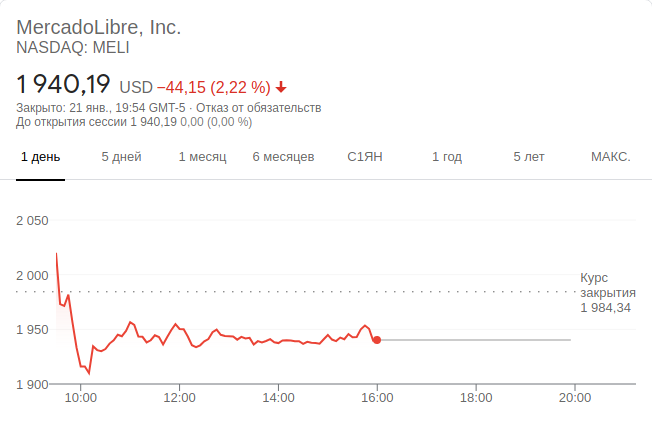 MercadoLibre, Inc.
NASDAQ: MELI
1 940,19 USD −44,15 (2,22 %)
Закрыто: 21 янв., 19:54 GMT-5 · Отказ от обязательств
До открытия сессии 1 940,19 0,00 (0,00 %)
1 день 5 дней 1 месяц 6 месяцев С1ЯН 1 год 5 лет МАКС.
2 050
2 000
Курс
закрытия
1 984,34
1 950
1 900
10:00 12:00 14:00 16:00 18:00 20:00